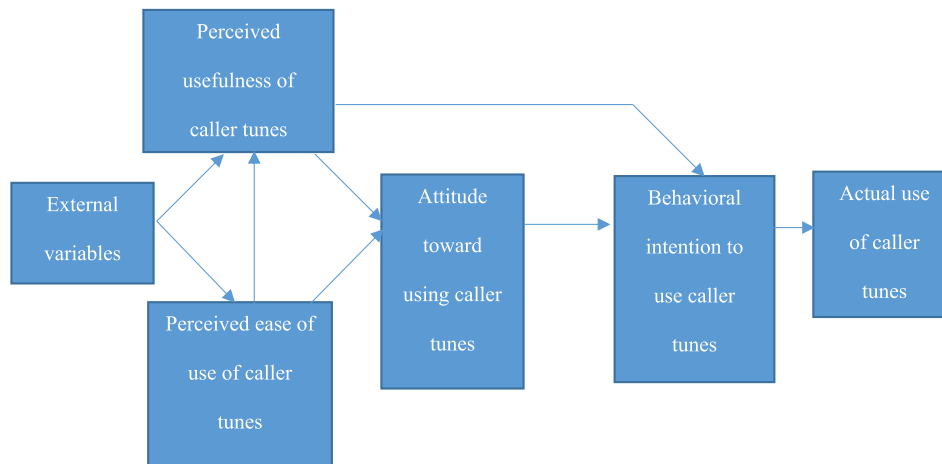 Perceived
usefulness of
caller tunes
External
variables
Perceived ease of
use of caller
tunes
Attitude
toward
using caller
tunes
Behavioral
intention to
use caller
tunes
Actual use
of caller
tunes